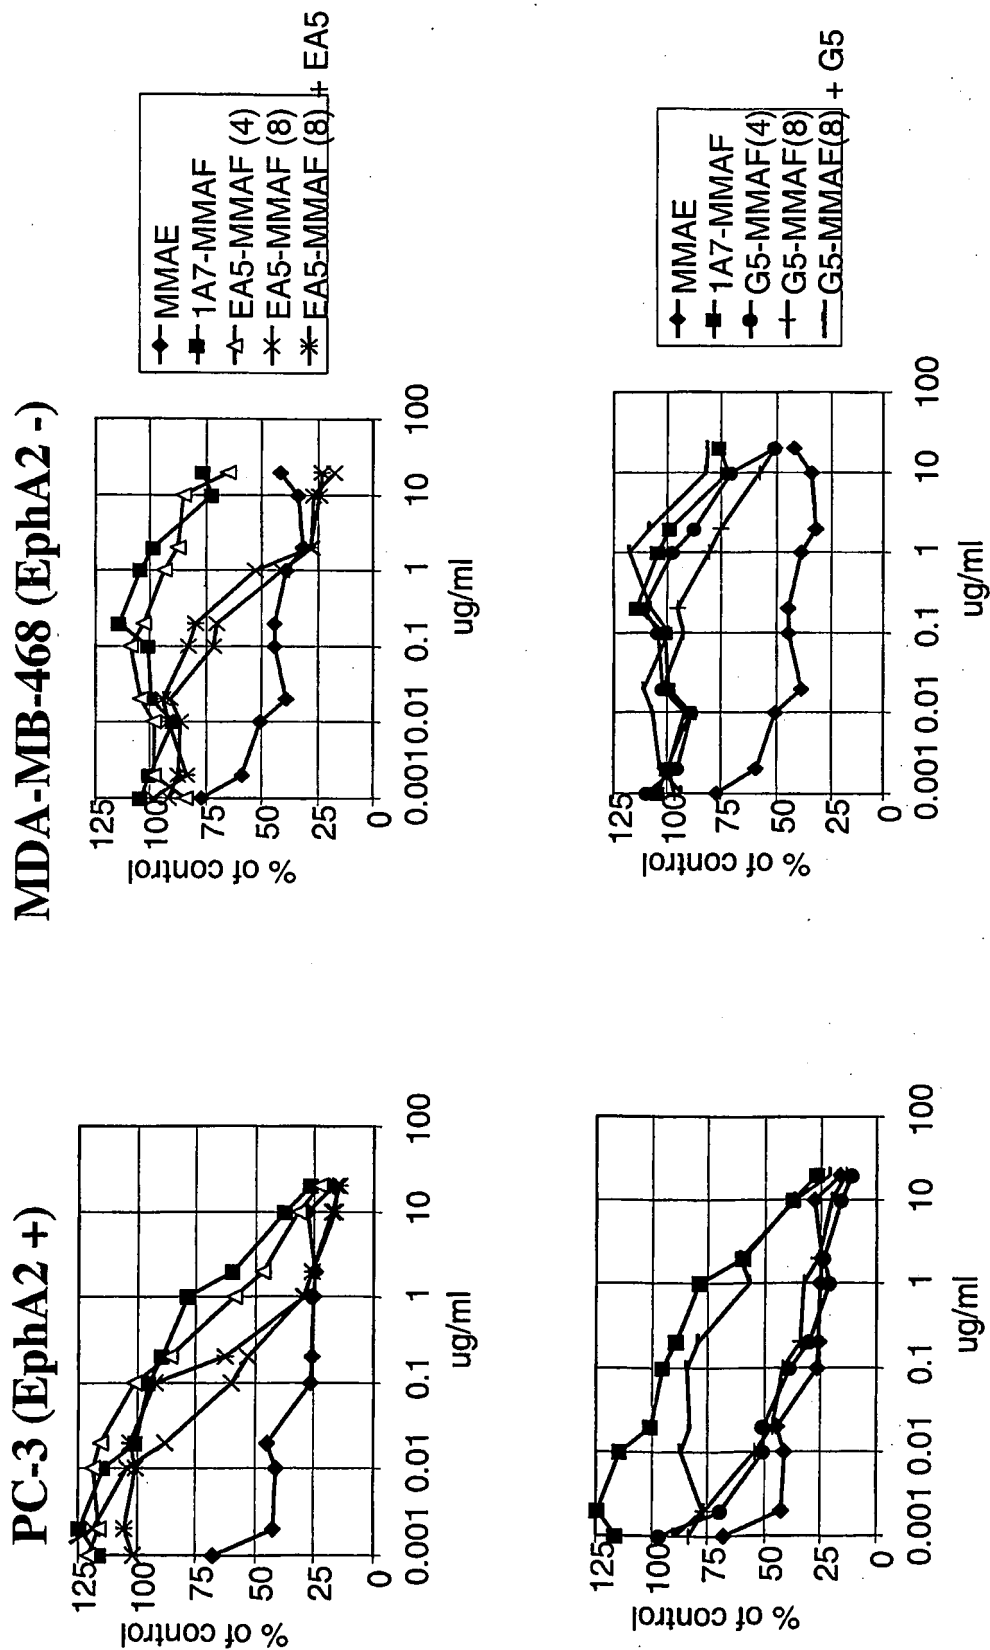 PC-3 (EphA2 +)
MDA-MB-468 (EphA2 -)
% of control
125
100
75
50
25
0
0.001 0.01 0.1 1 10 100
ug/ml
% of control
125
100
75
50
25
0
0.001 0.01 0.1 1 10 100
ug/ml
MMAE
1A7-MMAF
EA5-MMAF (4)
EA5-MMAF (8)
EA5-MMAF (8) + EA5
% of control
125
100
75
50
25
0
0.001 0.01 0.1 1 10 100
ug/ml
% of control
125
100
75
50
25
0
0.001 0.01 0.1 1 10 100
ug/ml
MMAE
1A7-MMAF
G5-MMAF(4)
G5-MMAF(8)
G5-MMAF(8) + G5